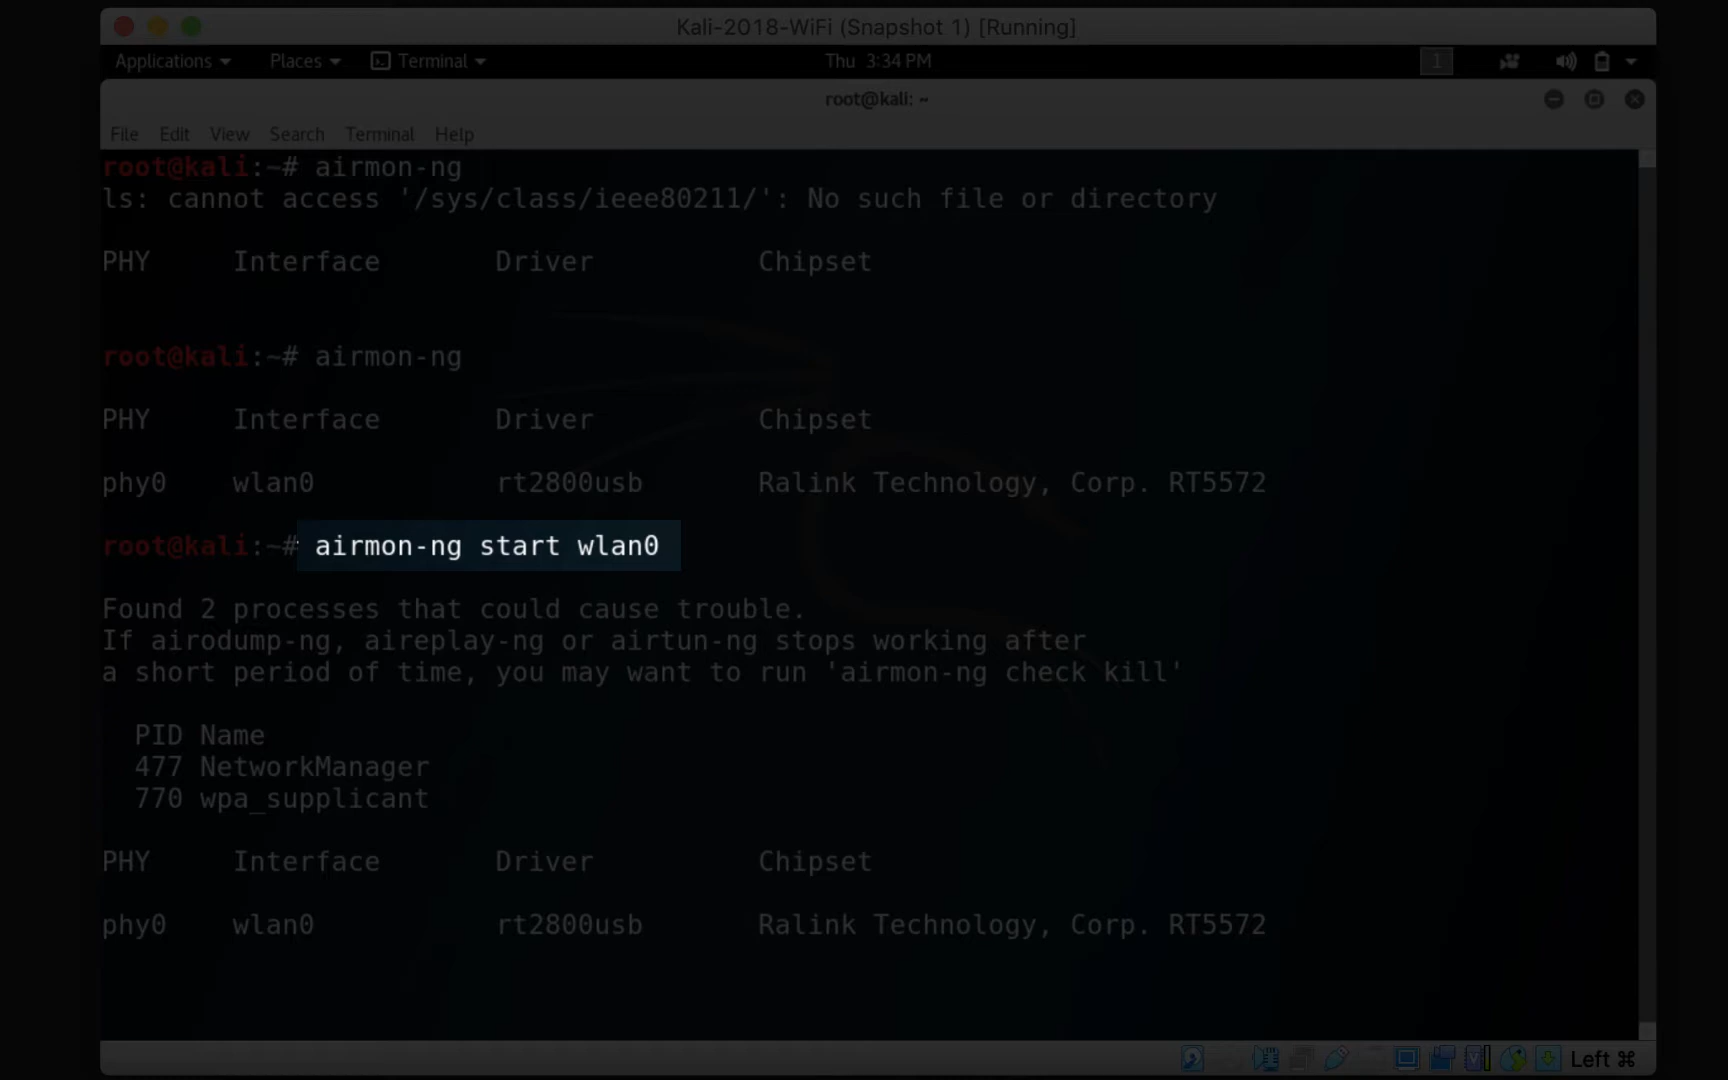 Kali-2018-WiFi (Snapshot 1) [Running]
Applications Places Terminal Thu 3:34 PM 1
root@kali: ~
File Edit View Search Terminal Help
root@kali:~# airmon-ng
ls: cannot access '/sys/class/ieee80211/': No such file or directory
PHY Interface Driver Chipset
root@kali:~# airmon-ng
PHY Interface Driver Chipset
phy0 wlan0 rt2800usb Ralink Technology, Corp. RT5572
root@kali:~# airmon-ng start wlan0
Found 2 processes that could cause trouble.
If airodump-ng, aireplay-ng or airtun-ng stops working after
a short period of time, you may want to run 'airmon-ng check kill'
PID Name
477 NetworkManager
770 wpa_supplicant
PHY Interface Driver Chipset
phy0 wlan0 rt2800usb Ralink Technology, Corp. RT5572
Left ⌘